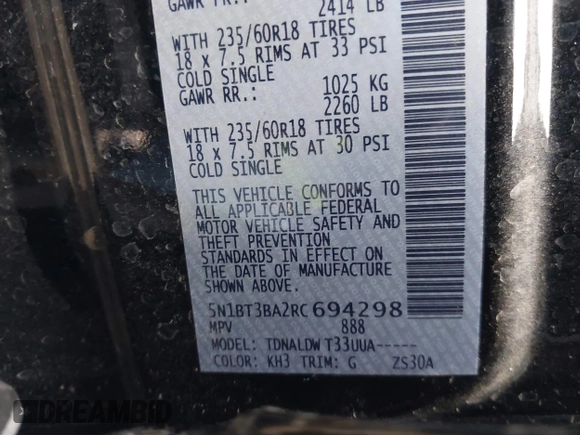 GAWR FR.:
2414 LB
WITH 235/60R18 TIRES
18 x 7.5 RIMS AT 33 PSI
COLD SINGLE
GAWR RR.: 1025 KG
2260 LB
WITH 235/60R18 TIRES
18 x 7.5 RIMS AT 30 PSI
COLD SINGLE
THIS VEHICLE CONFORMS TO
ALL APPLICABLE FEDERAL
MOTOR VEHICLE SAFETY AND
THEFT PREVENTION
STANDARDS IN EFFECT ON
THE DATE OF MANUFACTURE
SHOWN ABOVE.
5N1BT3BA2RC694298
MPV 888
MODEL: TDNALDW T33UUA-----
COLOR: KH3 TRIM: G ZS30A
DREAMBID